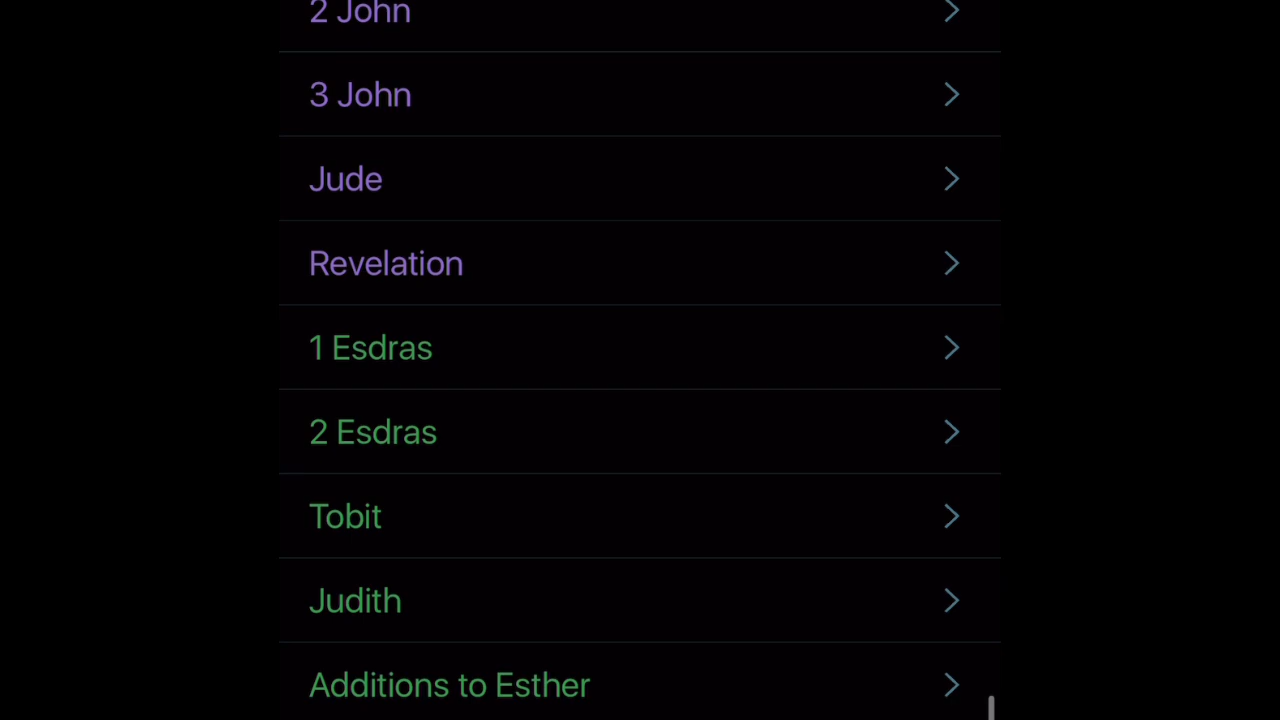 2 John
3 John
Jude
Revelation
1 Esdras
2 Esdras
Tobit
Judith
Additions to Esther